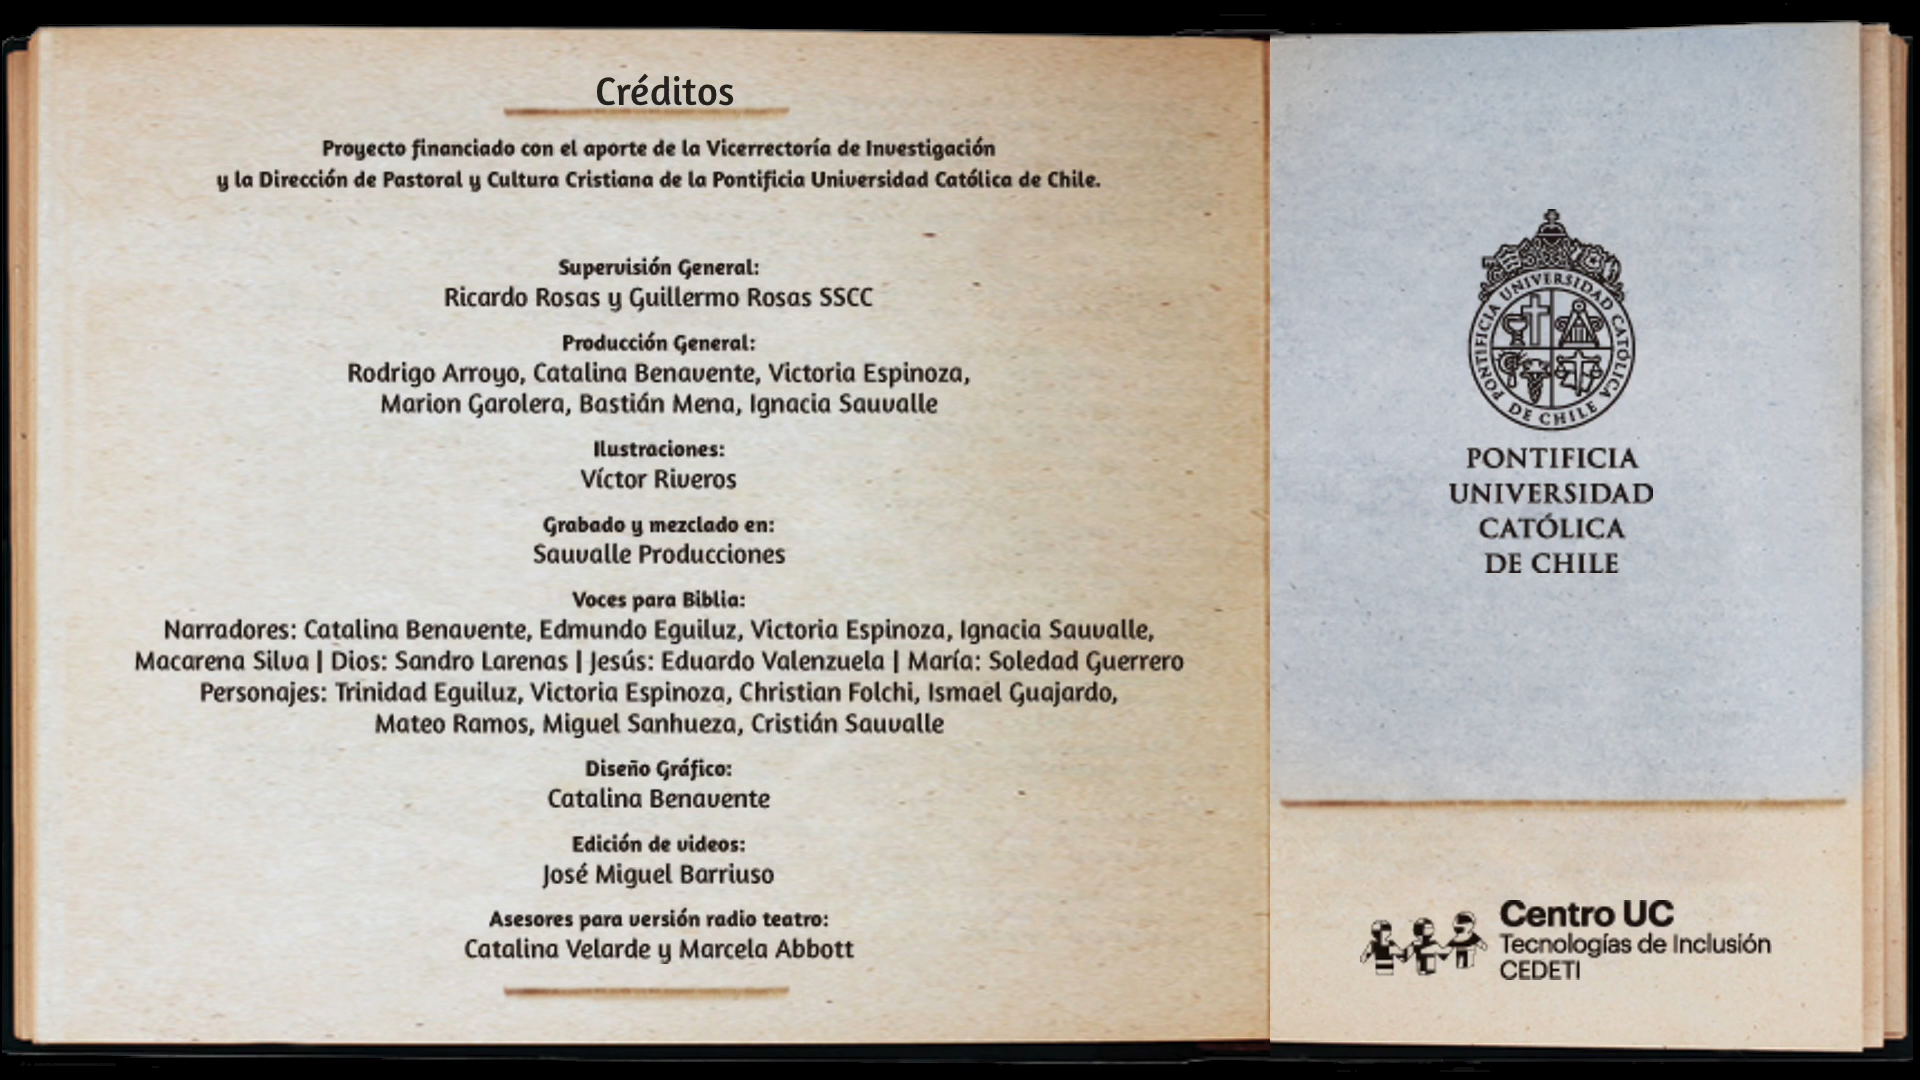 Créditos
Proyecto financiado con el aporte de la Vicerrectoría de Investigación
y la Dirección de Pastoral y Cultura Cristiana de la Pontificia Universidad Católica de Chile.
Supervisión General:
Ricardo Rosas y Guillermo Rosas SSCC
Producción General:
Rodrigo Arroyo, Catalina Benavente, Victoria Espinoza,
Marion Garolera, Bastián Mena, Ignacia Sauvalle
Ilustraciones:
Víctor Riveros
Grabado y mezclado en:
Sauvalle Producciones
Voces para Biblia:
Narradores: Catalina Benavente, Edmundo Eguiluz, Victoria Espinoza, Ignacia Sauvalle,
Macarena Silva | Dios: Sandro Larenas | Jesús: Eduardo Valenzuela | María: Soledad Guerrero
Personajes: Trinidad Eguiluz, Victoria Espinoza, Christian Folchi, Ismael Guajardo,
Mateo Ramos, Miguel Sanhueza, Cristián Sauvalle
Diseño Gráfico:
Catalina Benavente
Edición de videos:
José Miguel Barriuso
Asesores para versión radio teatro:
Catalina Velarde y Marcela Abbott
PONTIFICIA UNIVERSIDAD CATÓLICA
DE CHILE
PONTIFICIA
UNIVERSIDAD
CATÓLICA
DE CHILE
Centro UC
Tecnologías de Inclusión
CEDETI